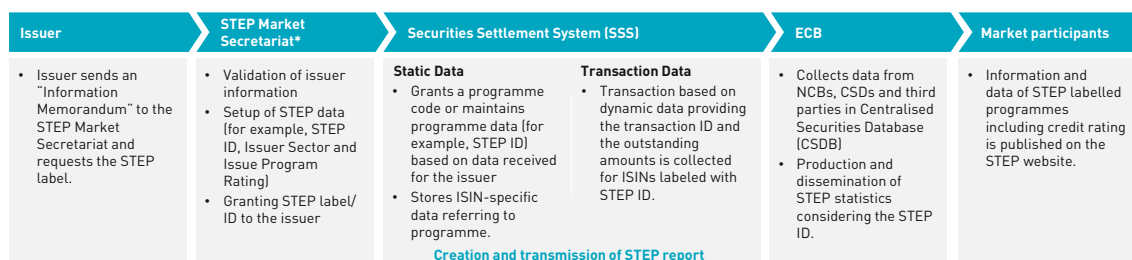 Issuer
STEP Market
Secretariat*
Securities Settlement System (SSS)
ECB
Market participants
• Issuer sends an
“Information
Memorandum” to the
STEP Market
Secretariat and
requests the STEP
label.
• Validation of issuer
information
• Setup of STEP data
(for example, STEP
ID, Issuer Sector and
Issue Program
Rating)
• Granting STEP label/
ID to the issuer
Static Data
• Grants a programme
code or maintains
programme data (for
example, STEP ID)
based on data received
for the issuer
• Stores ISIN-specific
data referring to
programme.
Transaction Data
• Transaction based on
dynamic data providing
the transaction ID and
the outstanding
amounts is collected
for ISINs labeled with
STEP ID.
Creation and transmission of STEP report
• Collects data from
NCBs, CSDs and third
parties in Centralised
Securities Database
(CSDB)
• Production and
dissemination of
STEP statistics
considering the STEP
ID.
• Information and
data of STEP labelled
programmes
including credit rating
is published on the
STEP website.